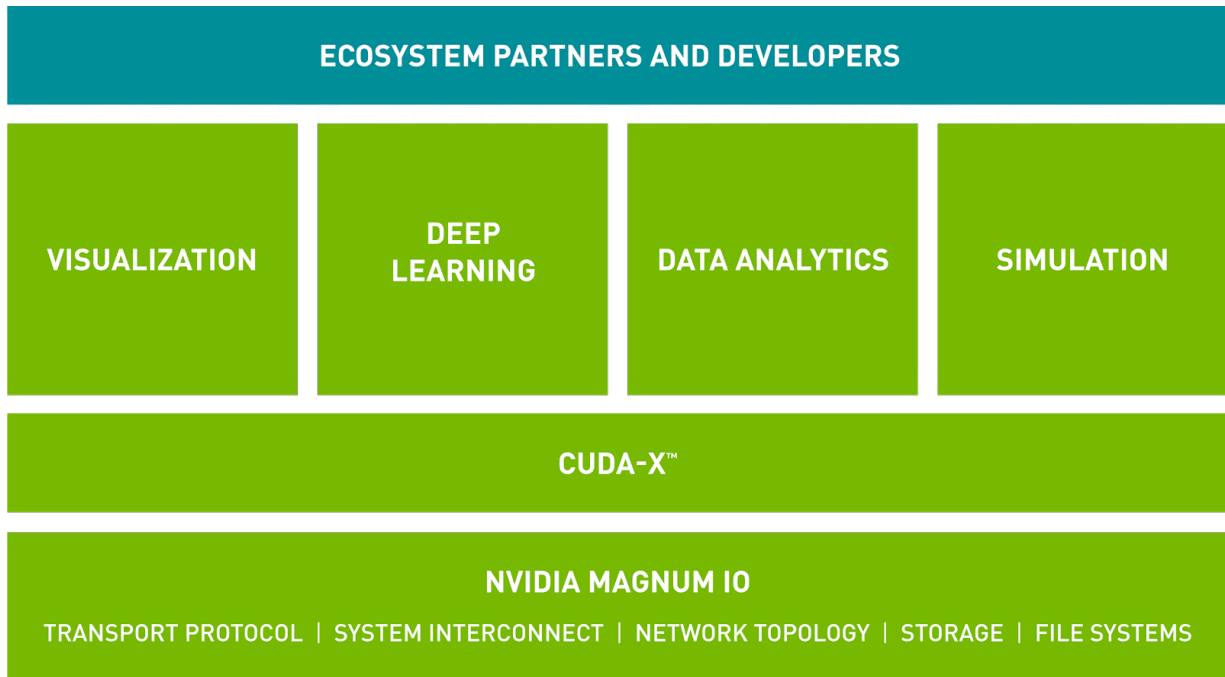 ECOSYSTEM PARTNERS AND DEVELOPERS
VISUALIZATION
DEEP
LEARNING
DATA ANALYTICS
SIMULATION
CUDA-X™
NVIDIA MAGNUM IO
TRANSPORT PROTOCOL | SYSTEM INTERCONNECT | NETWORK TOPOLOGY | STORAGE | FILE SYSTEMS